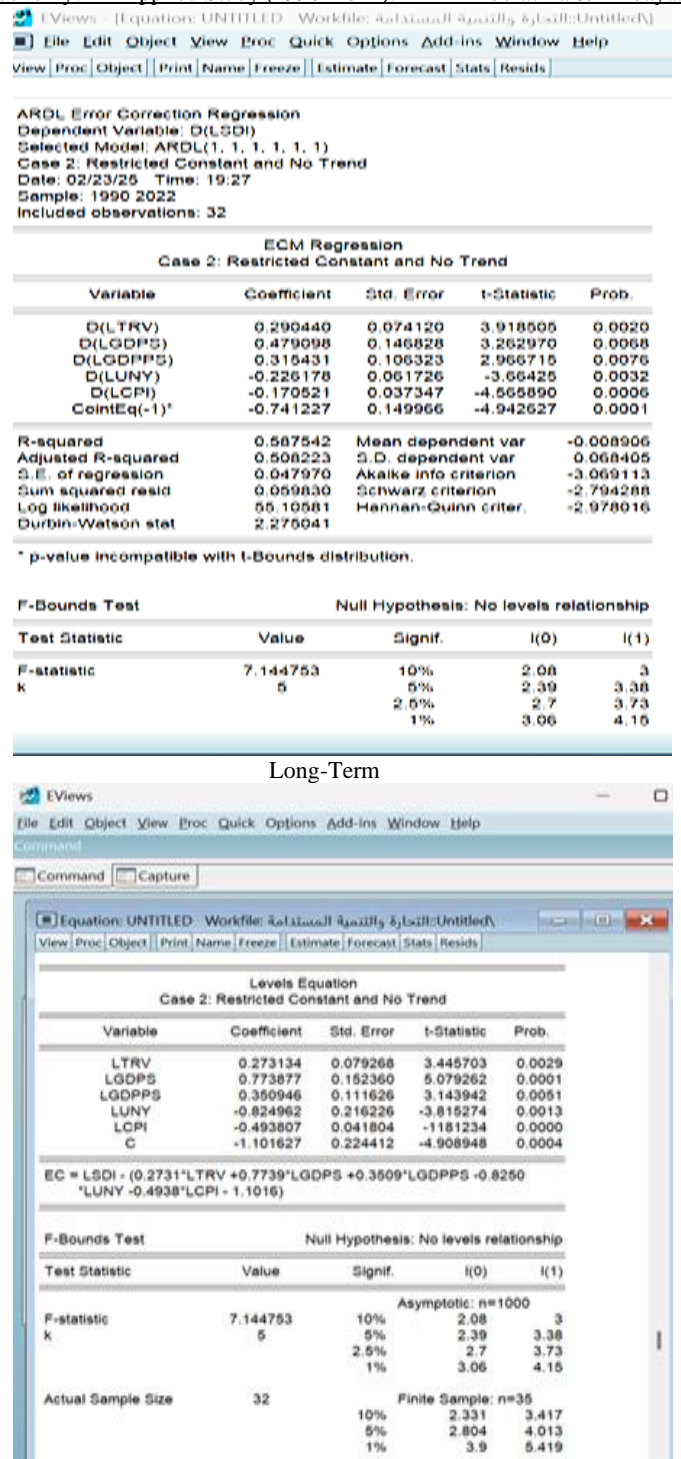 EViews - [Equation: UNTITLED Workfile: التجارة والتنمية المستدامة::Untitled\]
File Edit Object View Proc Quick Options Add-ins Window Help
View Proc Object Print Name Freeze Estimate Forecast Stats Resids
ARDL Error Correction Regression
Dependent Variable: D(LSDI)
Selected Model: ARDL(1, 1, 1, 1, 1, 1)
Case 2: Restricted Constant and No Trend
Date: 02/23/25 Time: 19:27
Sample: 1990 2022
Included observations: 32
ECM Regression
Case 2: Restricted Constant and No Trend
Variable Coefficient Std. Error t-Statistic Prob.
D(LTRV) 0.290440 0.074120 3.918505 0.0020
D(LGDPS) 0.479098 0.146828 3.262970 0.0068
D(LGDPPS) 0.315431 0.106323 2.966715 0.0076
D(LUNY) -0.226178 0.061726 -3.66425 0.0032
D(LCPI) -0.170521 0.037347 -4.565890 0.0006
CointEq(-1)* -0.741227 0.149966 -4.942627 0.0001
R-squared 0.587542 Mean dependent var -0.008906
Adjusted R-squared 0.508223 S.D. dependent var 0.068405
S.E. of regression 0.047970 Akaike info criterion -3.069113
Sum squared resid 0.059830 Schwarz criterion -2.794288
Log likelihood 55.10581 Hannan-Quinn criter. -2.978016
Durbin-Watson stat 2.275041
* p-value incompatible with t-Bounds distribution.
F-Bounds Test Null Hypothesis: No levels relationship
Test Statistic Value Signif. I(0) I(1)
F-statistic 7.144753 10% 2.08 3
k 5 5% 2.39 3.38
2.5% 2.7 3.73
1% 3.06 4.15
Long-Term
EViews
File Edit Object View Proc Quick Options Add-ins Window Help
Command
Command Capture
Equation: UNTITLED Workfile: التجارة والتنمية المستدامة::Untitled\
View Proc Object Print Name Freeze Estimate Forecast Stats Resids
Levels Equation
Case 2: Restricted Constant and No Trend
Variable Coefficient Std. Error t-Statistic Prob.
LTRV 0.273134 0.079268 3.445703 0.0029
LGDPS 0.773877 0.152360 5.079262 0.0001
LGDPPS 0.350946 0.111626 3.143942 0.0051
LUNY -0.824962 0.216226 -3.815274 0.0013
LCPI -0.493807 0.041804 -1181234 0.0000
C -1.101627 0.224412 -4.908948 0.0004
EC = LSDI - (0.2731*LTRV +0.7739*LGDPS +0.3509*LGDPPS -0.8250
*LUNY -0.4938*LCPI - 1.1016)
F-Bounds Test Null Hypothesis: No levels relationship
Test Statistic Value Signif. I(0) I(1)
Asymptotic: n=1000
F-statistic 7.144753 10% 2.08 3
k 5 5% 2.39 3.38
2.5% 2.7 3.73
1% 3.06 4.15
Actual Sample Size 32 Finite Sample: n=35
10% 2.331 3.417
5% 2.804 4.013
1% 3.9 5.419